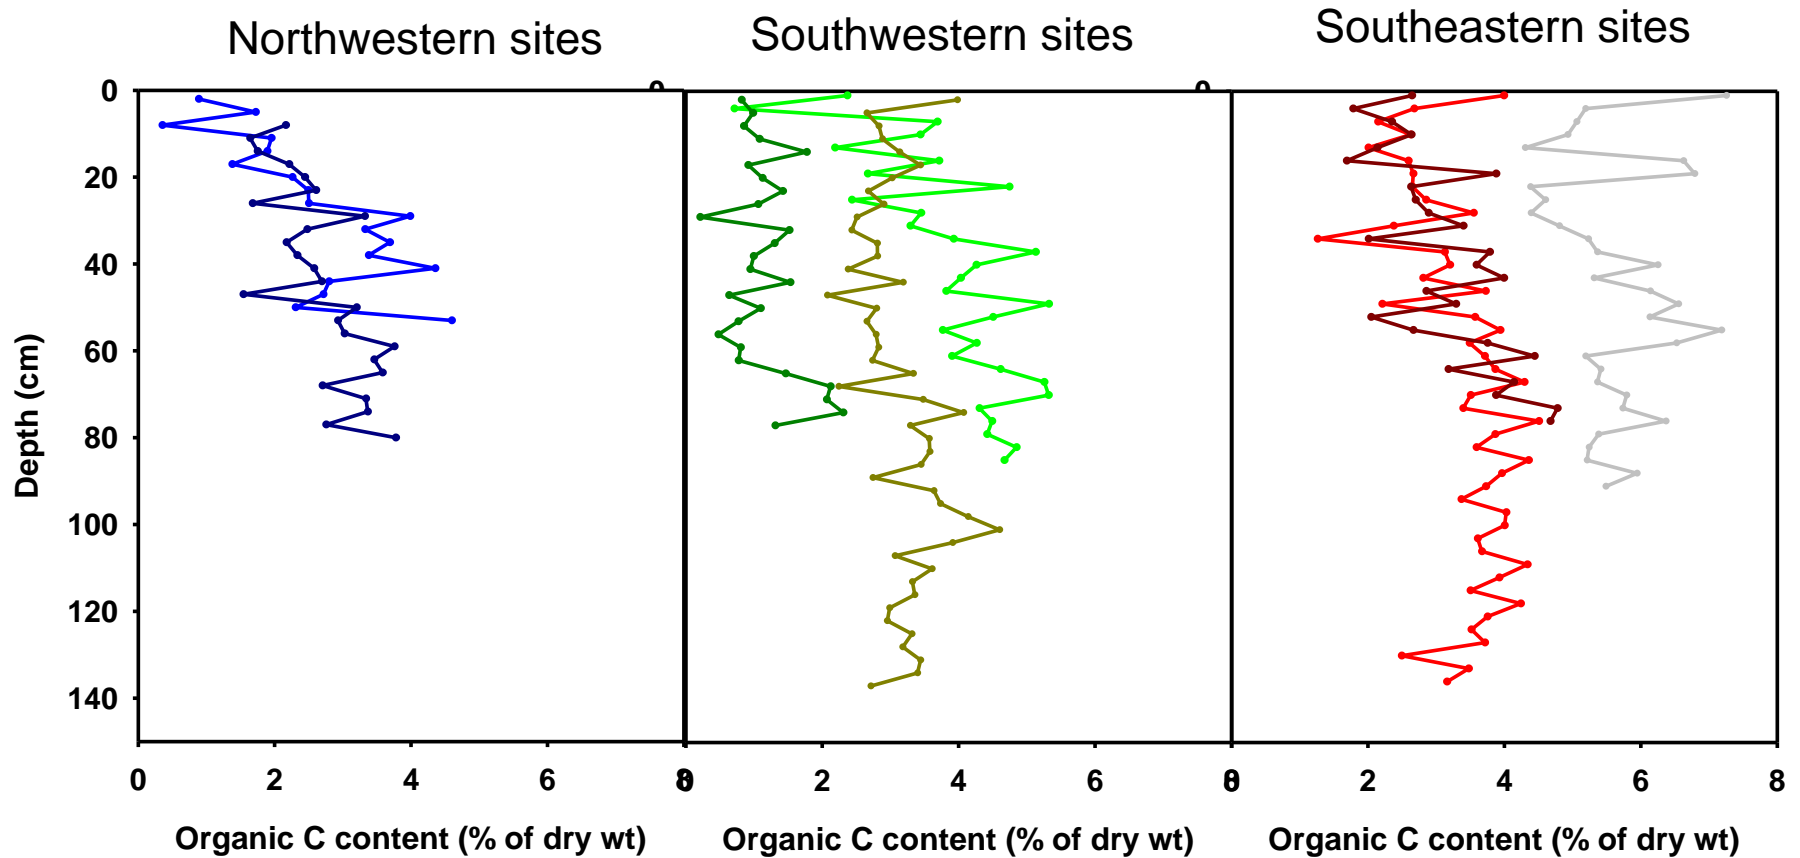 Northwestern sites
Southwestern sites
Southeastern sites
0
20
40
60
80
100
120
140
Depth (cm)
0
0
0 2 4 6 8
0 2 4 6 8
0 2 4 6 8
Organic C content (% of dry wt)
Organic C content (% of dry wt)
Organic C content (% of dry wt)